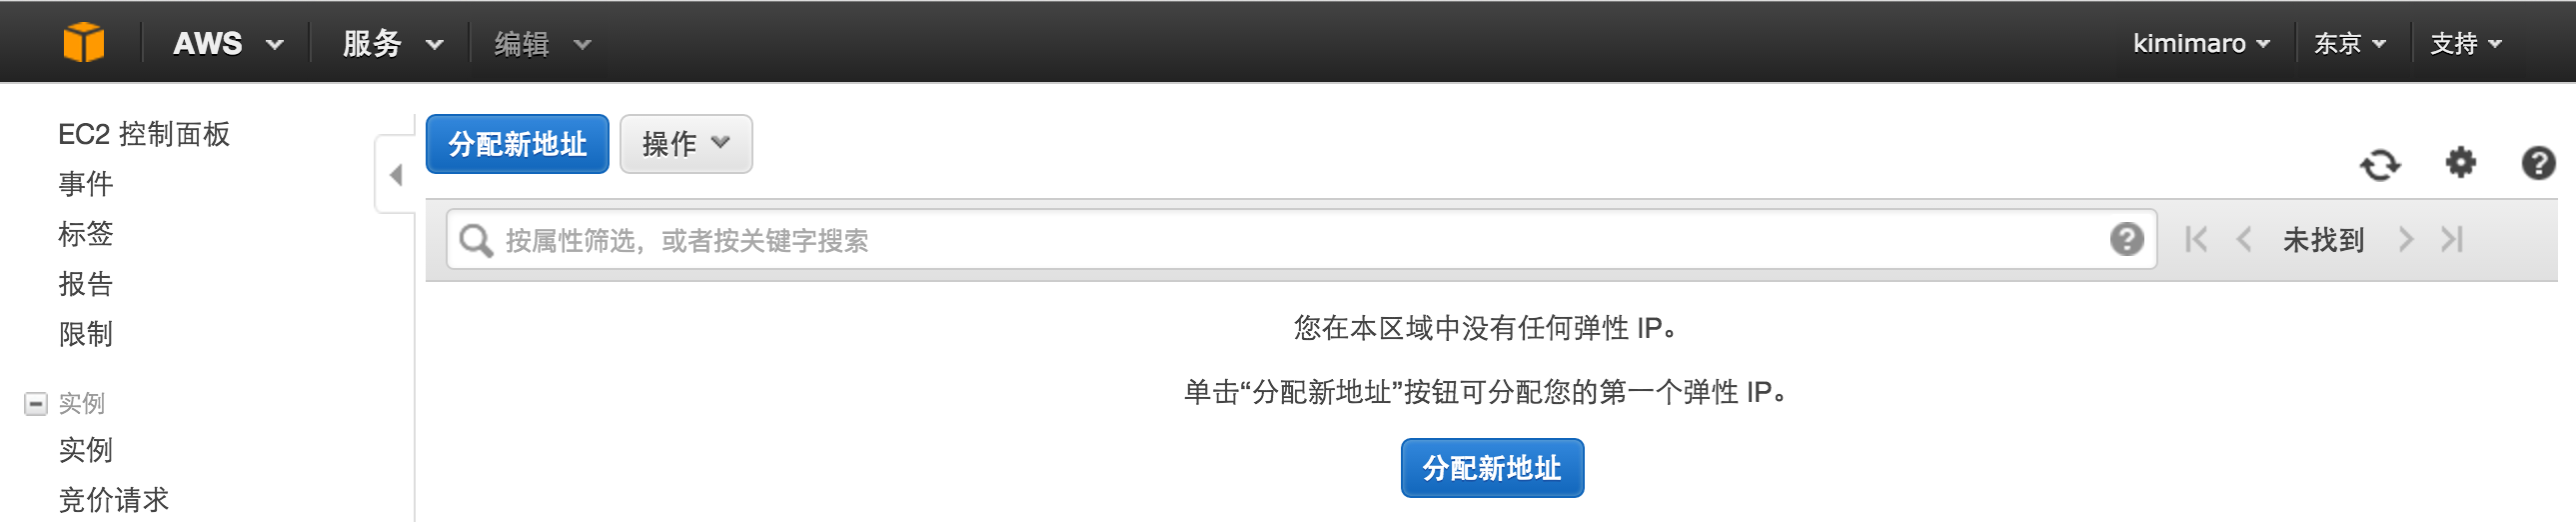 AWS 服务 编辑 kimimaro 东京 支持
EC2 控制面板
事件
标签
报告
限制
实例
实例
竞价请求
分配新地址 操作
按属性筛选，或者按关键字搜索 未找到
您在本区域中没有任何弹性 IP。
单击“分配新地址”按钮可分配您的第一个弹性 IP。
分配新地址